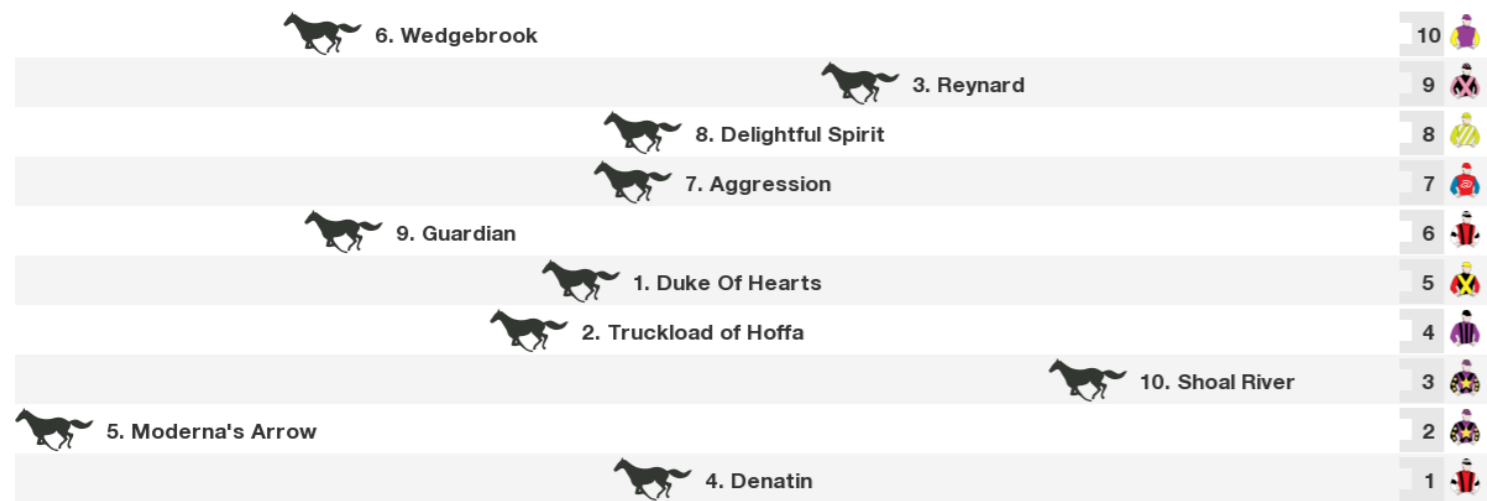 6. Wedgebrook 10
3. Reynard 9
8. Delightful Spirit 8
7. Aggression 7
9. Guardian 6
1. Duke Of Hearts 5
2. Truckload of Hoffa 4
10. Shoal River 3
5. Moderna's Arrow 2
4. Denatin 1